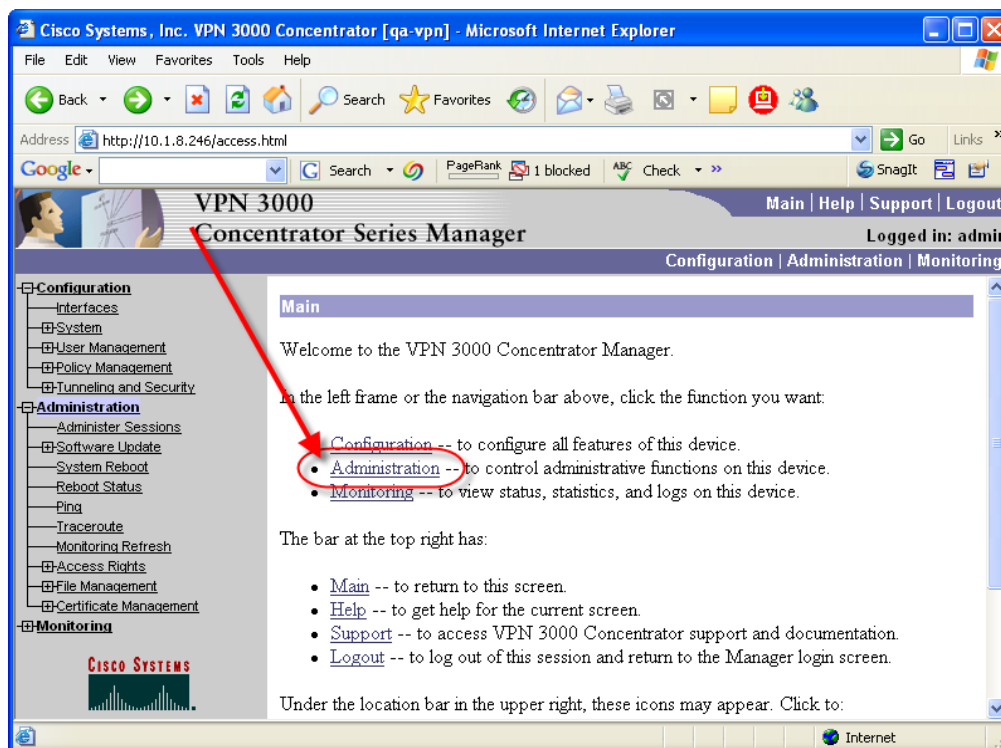 Cisco Systems, Inc. VPN 3000 Concentrator [qa-vpn] - Microsoft Internet Explorer
File Edit View Favorites Tools Help
Back Search Favorites
Address http://10.1.8.246/access.html Go Links »
Google Search PageRank 1 blocked ABC Check » SnagIt
VPN 3000
Concentrator Series Manager
Main | Help | Support | Logout
Logged in: admin
Configuration | Administration | Monitoring
Configuration
Interfaces
System
User Management
Policy Management
Tunneling and Security
Administration
Administer Sessions
Software Update
System Reboot
Reboot Status
Ping
Traceroute
Monitoring Refresh
Access Rights
File Management
Certificate Management
Monitoring
CISCO SYSTEMS
Main
Welcome to the VPN 3000 Concentrator Manager.
In the left frame or the navigation bar above, click the function you want:
Configuration -- to configure all features of this device.
• Administration -- to control administrative functions on this device.
• Monitoring -- to view status, statistics, and logs on this device.
The bar at the top right has:
• Main -- to return to this screen.
• Help -- to get help for the current screen.
• Support -- to access VPN 3000 Concentrator support and documentation.
• Logout -- to log out of this session and return to the Manager login screen.
Under the location bar in the upper right, these icons may appear. Click to:
Internet